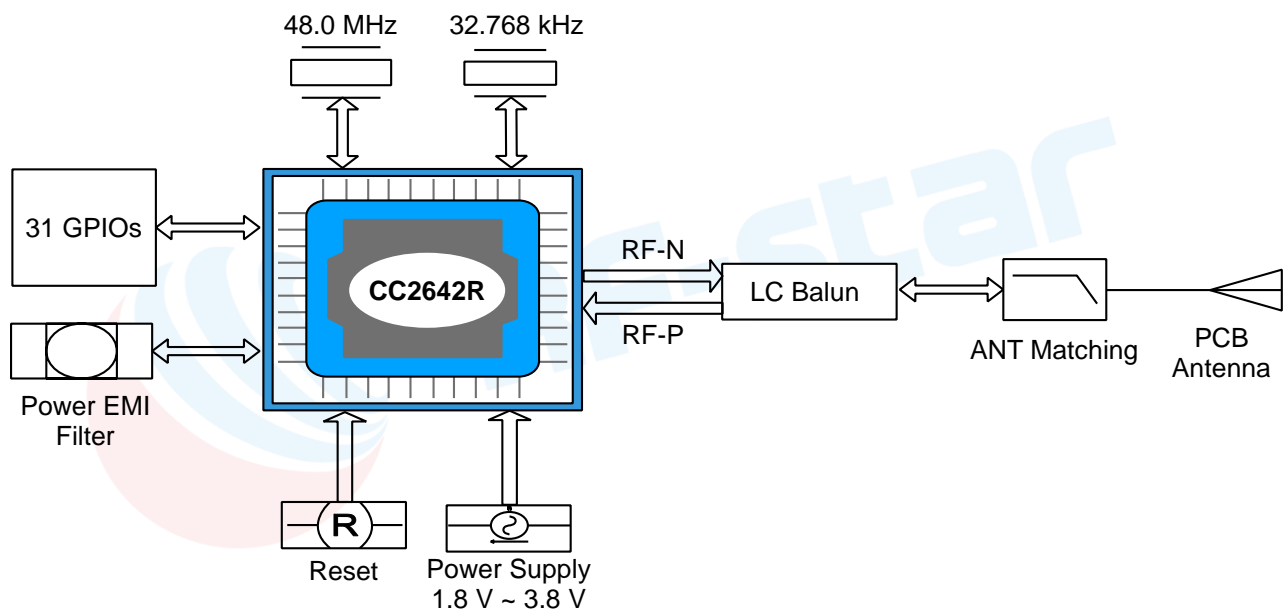 48.0 MHz
32.768 kHz
31 GPIOs
CC2642R
RF-N
RF-P
LC Balun
ANT Matching
PCB
Antenna
Power EMI
Filter
R
Reset
Power Supply
1.8 V ~ 3.8 V